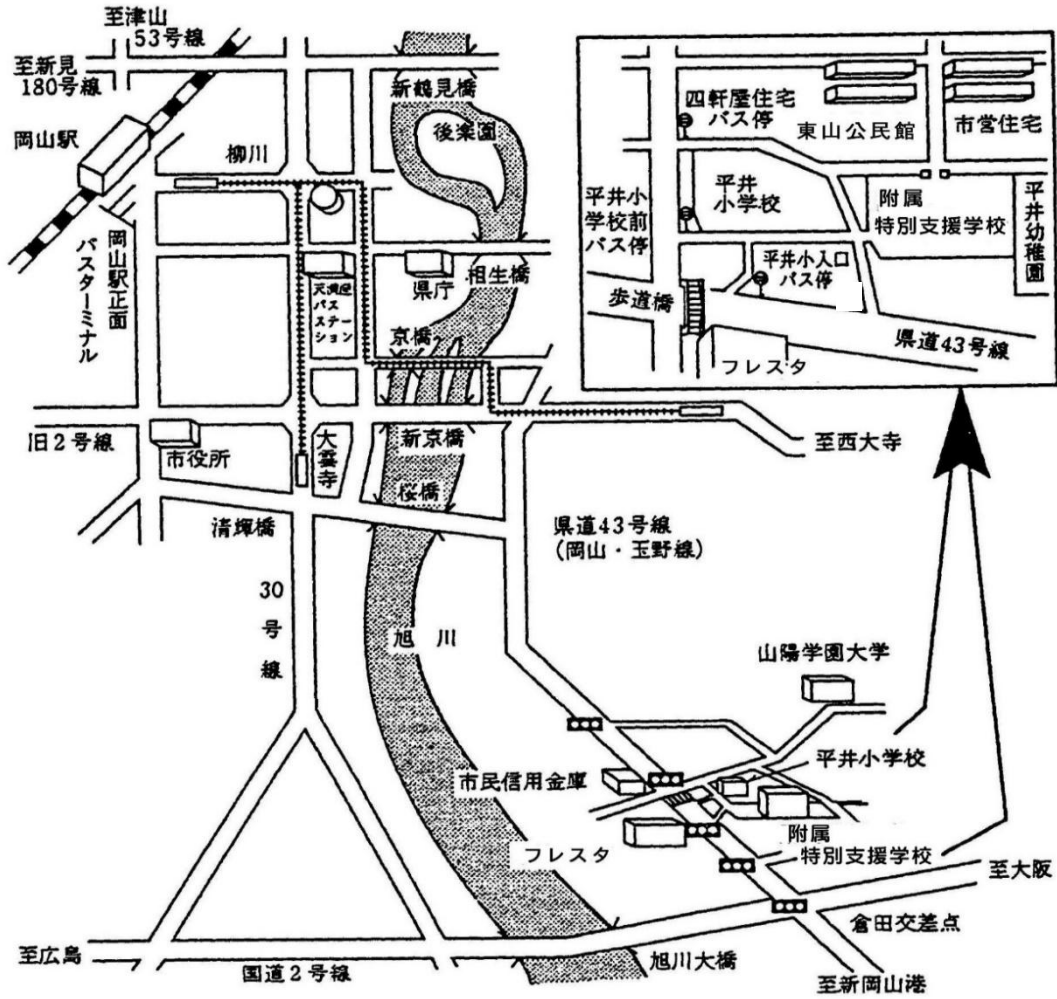 至津山
53号線
至新見
180号線
岡山駅
柳川
新鶴見橋
後楽園
岡山駅正面
バスターミナル
天満屋
バス
ステー
ション
県庁
相生橋
京橋
旧2号線
市役所
大雲寺
新京橋
至西大寺
桜橋
清輝橋
県道43号線
(岡山・玉野線)
30号線
旭川
山陽学園大学
市民信用金庫
平井小学校
フレスタ
附属
特別支援学校
至大阪
倉田交差点
至広島
国道2号線
旭川大橋
至新岡山港
四軒屋住宅
バス停
東山公民館
市営住宅
平井小
学校前
バス停
平井
小学校
附属
特別支援学校
平井幼稚園
平井小入口
バス停
歩道橋
県道43号線
フレスタ